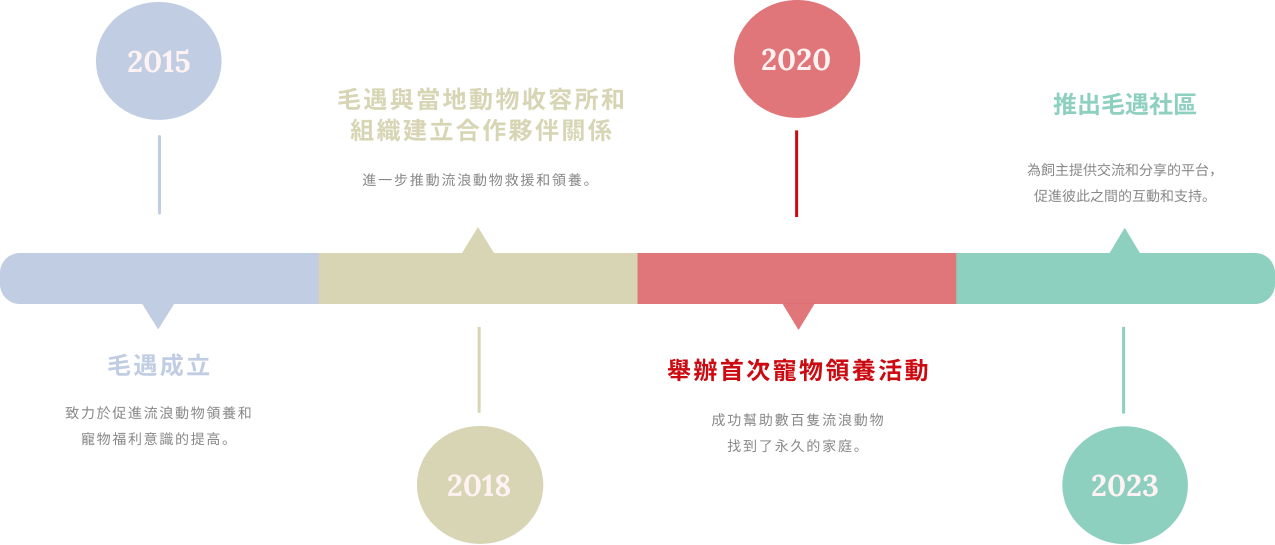 2015
毛遇成立
致力於促進流浪動物領養和
寵物福利意識的提高。
毛遇與當地動物收容所和
組織建立合作夥伴關係
進一步推動流浪動物救援和領養。
2018
2020
舉辦首次寵物領養活動
成功幫助數百隻流浪動物
找到了永久的家庭。
推出毛遇社區
為飼主提供交流和分享的平台，
促進彼此之間的互動和支持。
2023